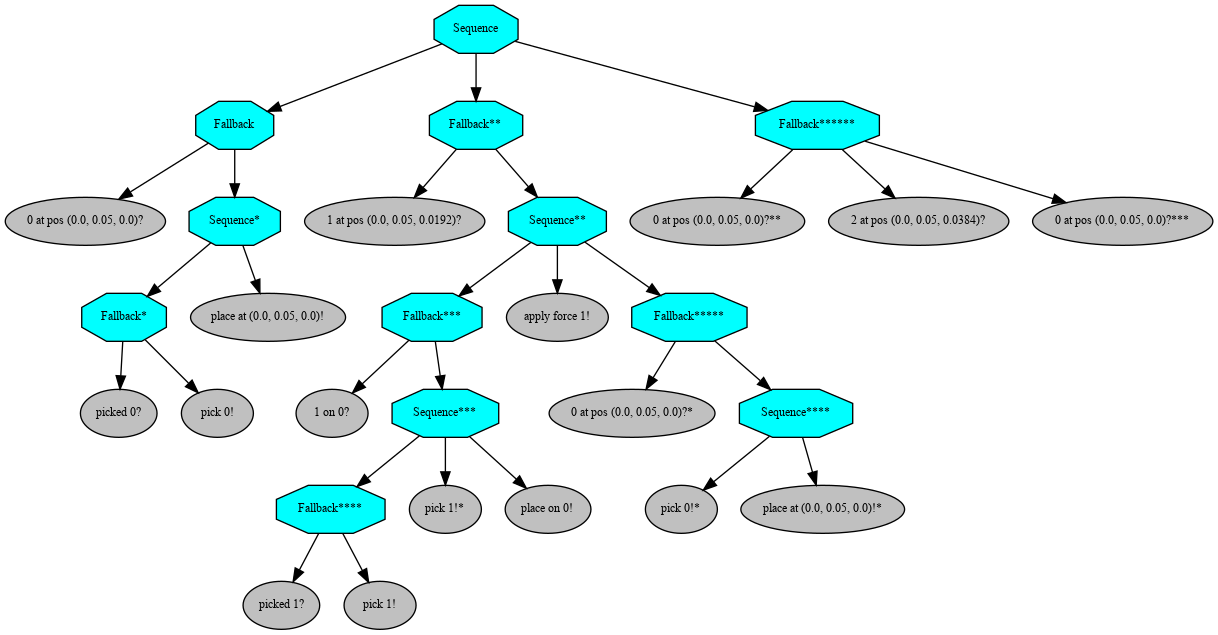 Sequence
Fallback
Fallback**
Fallback******
0 at pos (0.0, 0.05, 0.0)?
Sequence*
1 at pos (0.0, 0.05, 0.0192)?
Sequence**
0 at pos (0.0, 0.05, 0.0)?**
2 at pos (0.0, 0.05, 0.0384)?
0 at pos (0.0, 0.05, 0.0)?***
Fallback*
place at (0.0, 0.05, 0.0)!
Fallback***
apply force 1!
Fallback*****
picked 0?
pick 0!
1 on 0?
Sequence***
0 at pos (0.0, 0.05, 0.0)?*
Sequence****
Fallback****
pick 1!*
place on 0!
pick 0!*
place at (0.0, 0.05, 0.0)!*
picked 1?
pick 1!